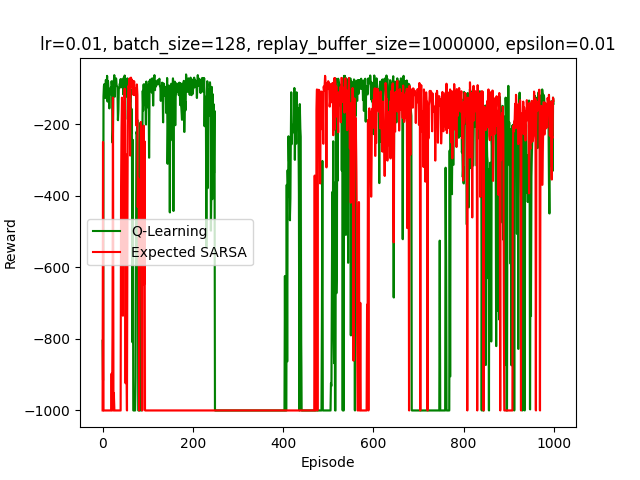 lr=0.01, batch_size=128, replay_buffer_size=1000000, epsilon=0.01
−200
−400
−600
−800
−1000
Reward
Q-Learning
Expected SARSA
0
200
400
600
800
1000
Episode